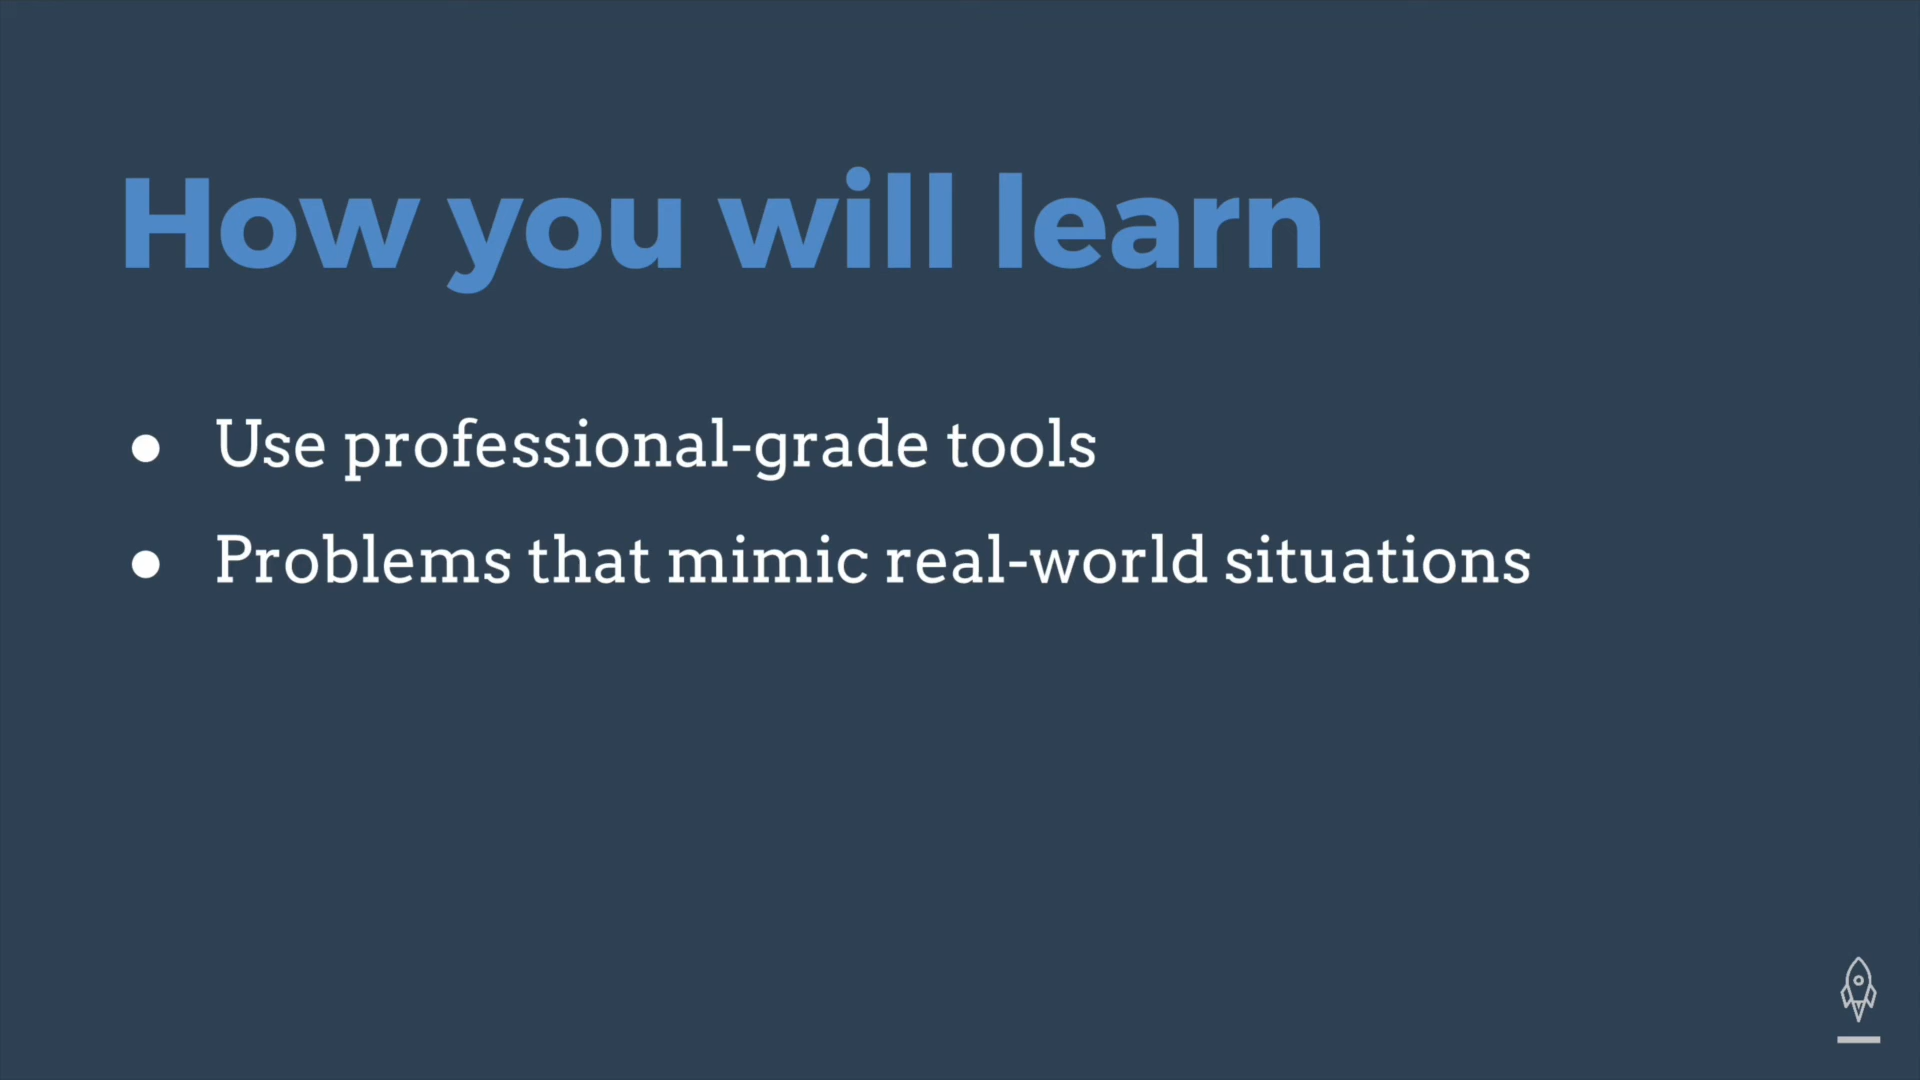 How you will learn
● Use professional-grade tools
● Problems that mimic real-world situations